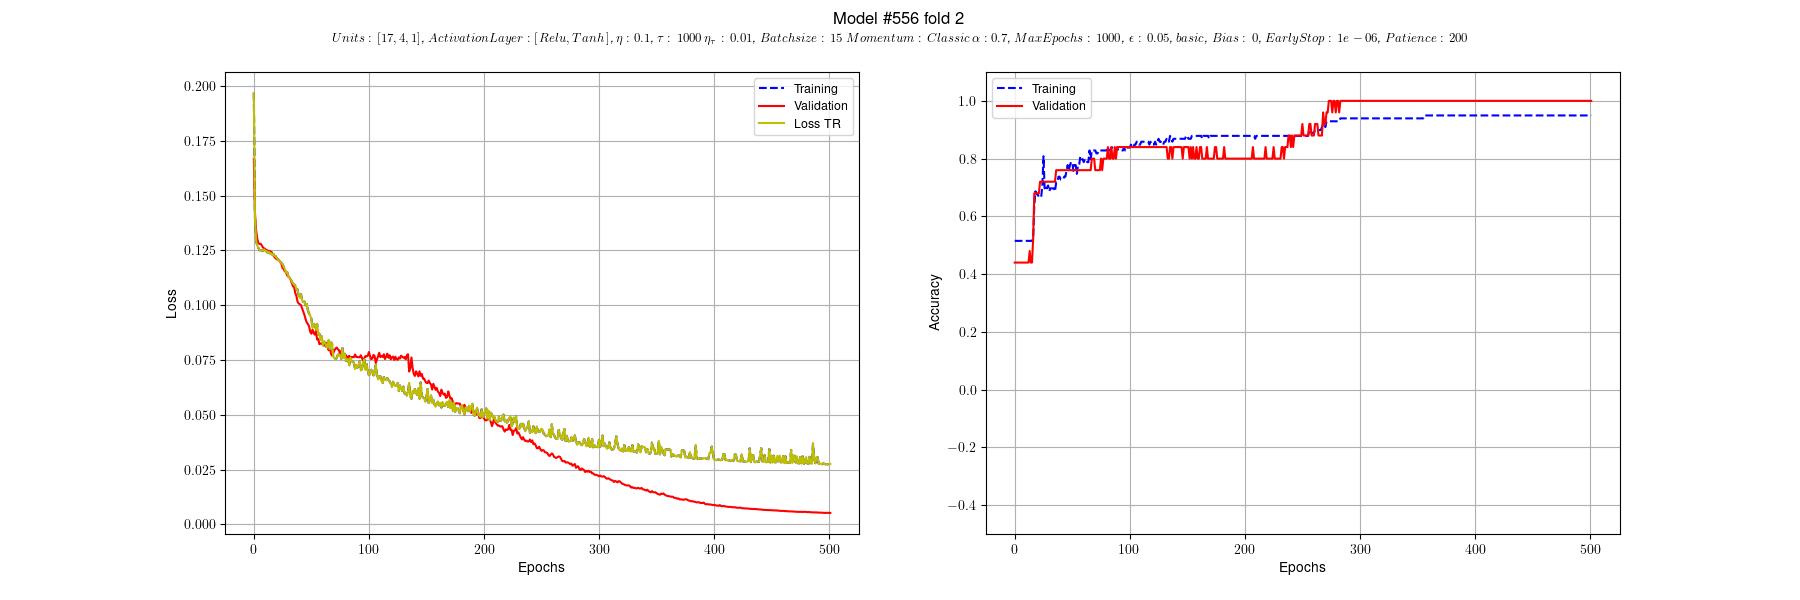 Model #556 fold 2
Units : [17, 4, 1], ActivationLayer : [Relu, Tanh], η : 0.1, τ : 1000 η_τ : 0.01, Batchsize : 15 Momentum : Classic α : 0.7, MaxEpochs : 1000, ϵ : 0.05, basic, Bias : 0, EarlyStop : 1e − 06, Patience : 200
Training
Validation
Loss TR
0.200
0.175
0.150
0.125
0.100
0.075
0.050
0.025
0.000
Loss
0 100 200 300 400 500
Epochs
Training
Validation
1.0
0.8
0.6
0.4
0.2
0.0
−0.2
−0.4
Accuracy
0 100 200 300 400 500
Epochs